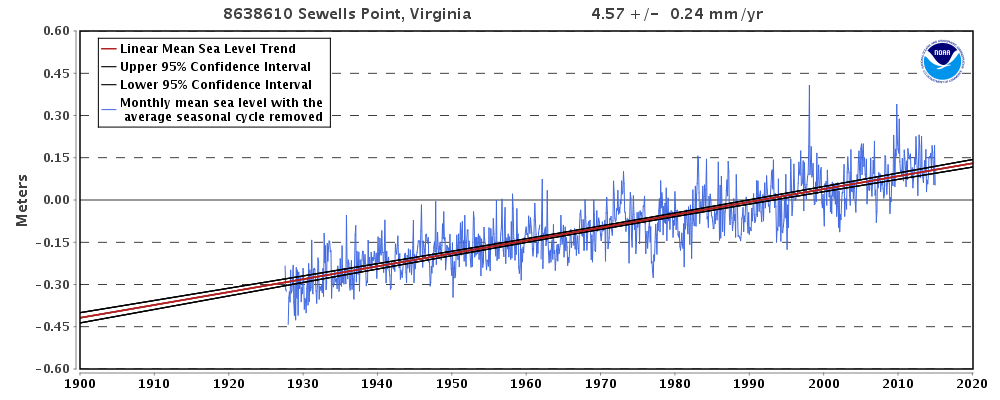 8638610 Sewells Point, Virginia 4.57 +/- 0.24 mm/yr
0.60
0.45
0.30
0.15
0.00
-0.15
-0.30
-0.45
-0.60
Meters
Linear Mean Sea Level Trend
Upper 95% Confidence Interval
Lower 95% Confidence Interval
Monthly mean sea level with the
average seasonal cycle removed
NOAA
1900 1910 1920 1930 1940 1950 1960 1970 1980 1990 2000 2010 2020